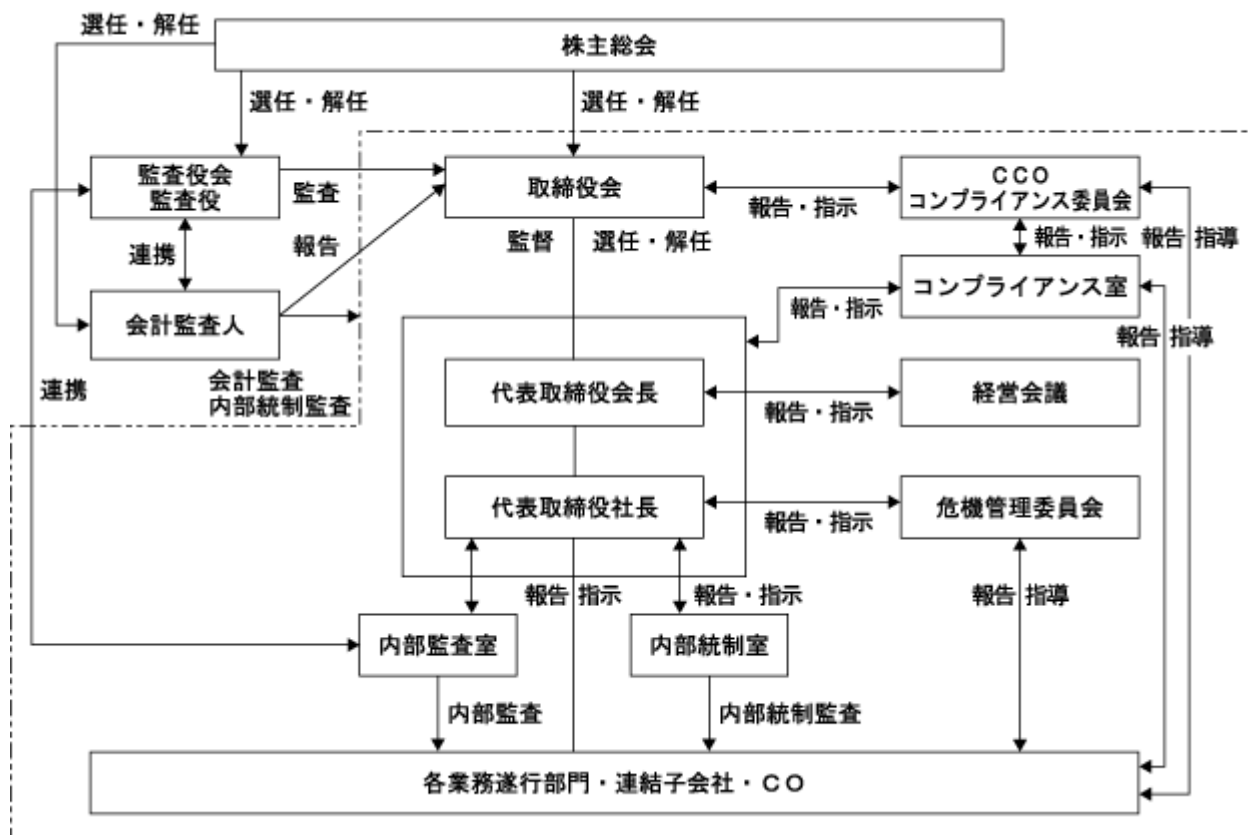 選任・解任
株主総会
選任・解任
選任・解任
監査役会
監査役
監査
取締役会
報告・指示
CCO
コンプライアンス委員会
連携
報告
監督
選任・解任
報告・指示
報告 指導
会計監査人
報告・指示
コンプライアンス室
報告 指導
連携
会計監査
内部統制監査
代表取締役会長
報告・指示
経営会議
代表取締役社長
報告・指示
危機管理委員会
報告 指示
報告・指示
報告 指導
内部監査室
内部統制室
内部監査
内部統制監査
各業務遂行部門・連結子会社・CO